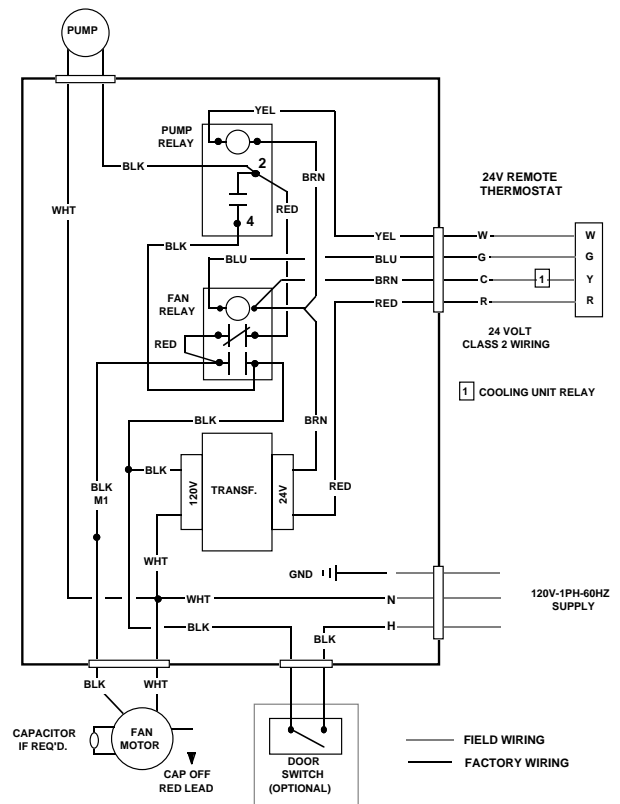 PUMP
YEL
PUMP
RELAY
2
BLK
BRN
24V REMOTE
THERMOSTAT
WHT
RED
4
YEL
W
W
BLK
BLU
BLU
G
G
BRN
C
1
Y
FAN
RELAY
RED
R
R
RED
24 VOLT
CLASS 2 WIRING
1 COOLING UNIT RELAY
BLK
BRN
BLK
120V
TRANSF.
24V
RED
BLK
M1
WHT
GND
WHT
N
120V-1PH-60HZ
SUPPLY
BLK
H
BLK
BLK
WHT
CAPACITOR
IF REQ'D.
FAN
MOTOR
CAP OFF
RED LEAD
DOOR
SWITCH
(OPTIONAL)
FIELD WIRING
FACTORY WIRING